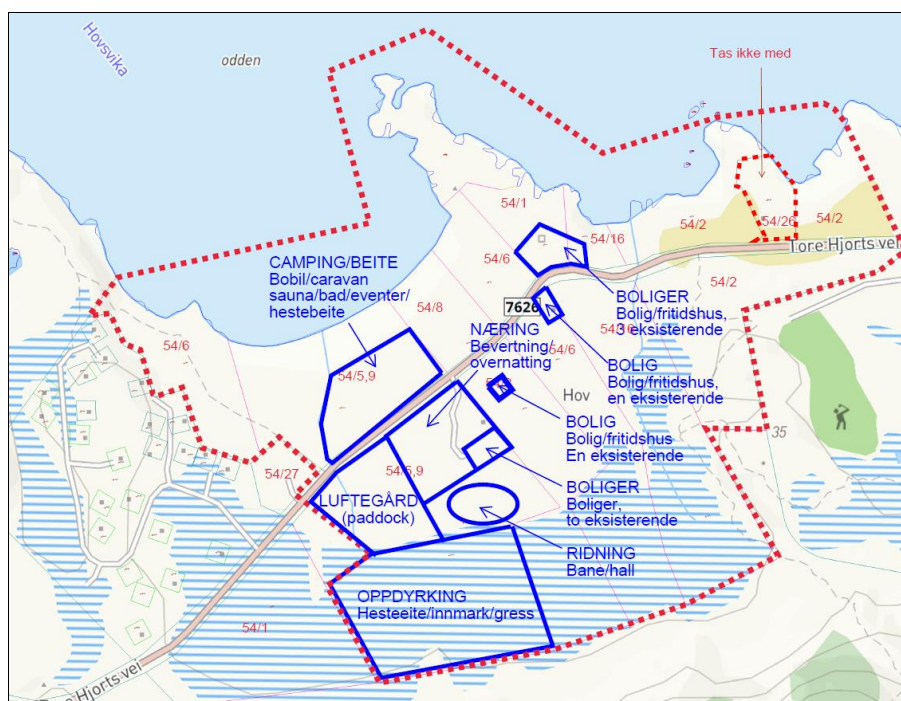 Hovsvika
odden
Tas ikke med
54/1
54/16
54/2
54/26
54/2
Tore Hjorts vei
54/6
54/2
CAMPING/BEITE
Bobil/caravan
sauna/bad/eventer/
hestebeite
54/8
7626
BOLIGER
Bolig/fritidshus,
3 eksisterende
54/6
NÆRING
Bevertning/
overnatting
54/6
54/5,9
BOLIG
Bolig/fritidshus,
en eksisterende
Hov
35
BOLIG
Bolig/fritidshus
En eksisterende
54/27
54/5,9
LUFTEGÅRD
(paddock)
BOLIGER
Boliger,
to eksisterende
RIDNING
Bane/hall
OPPDYRKING
Hesteeite/innmark/gress
54/1
Tore Hjorts vei